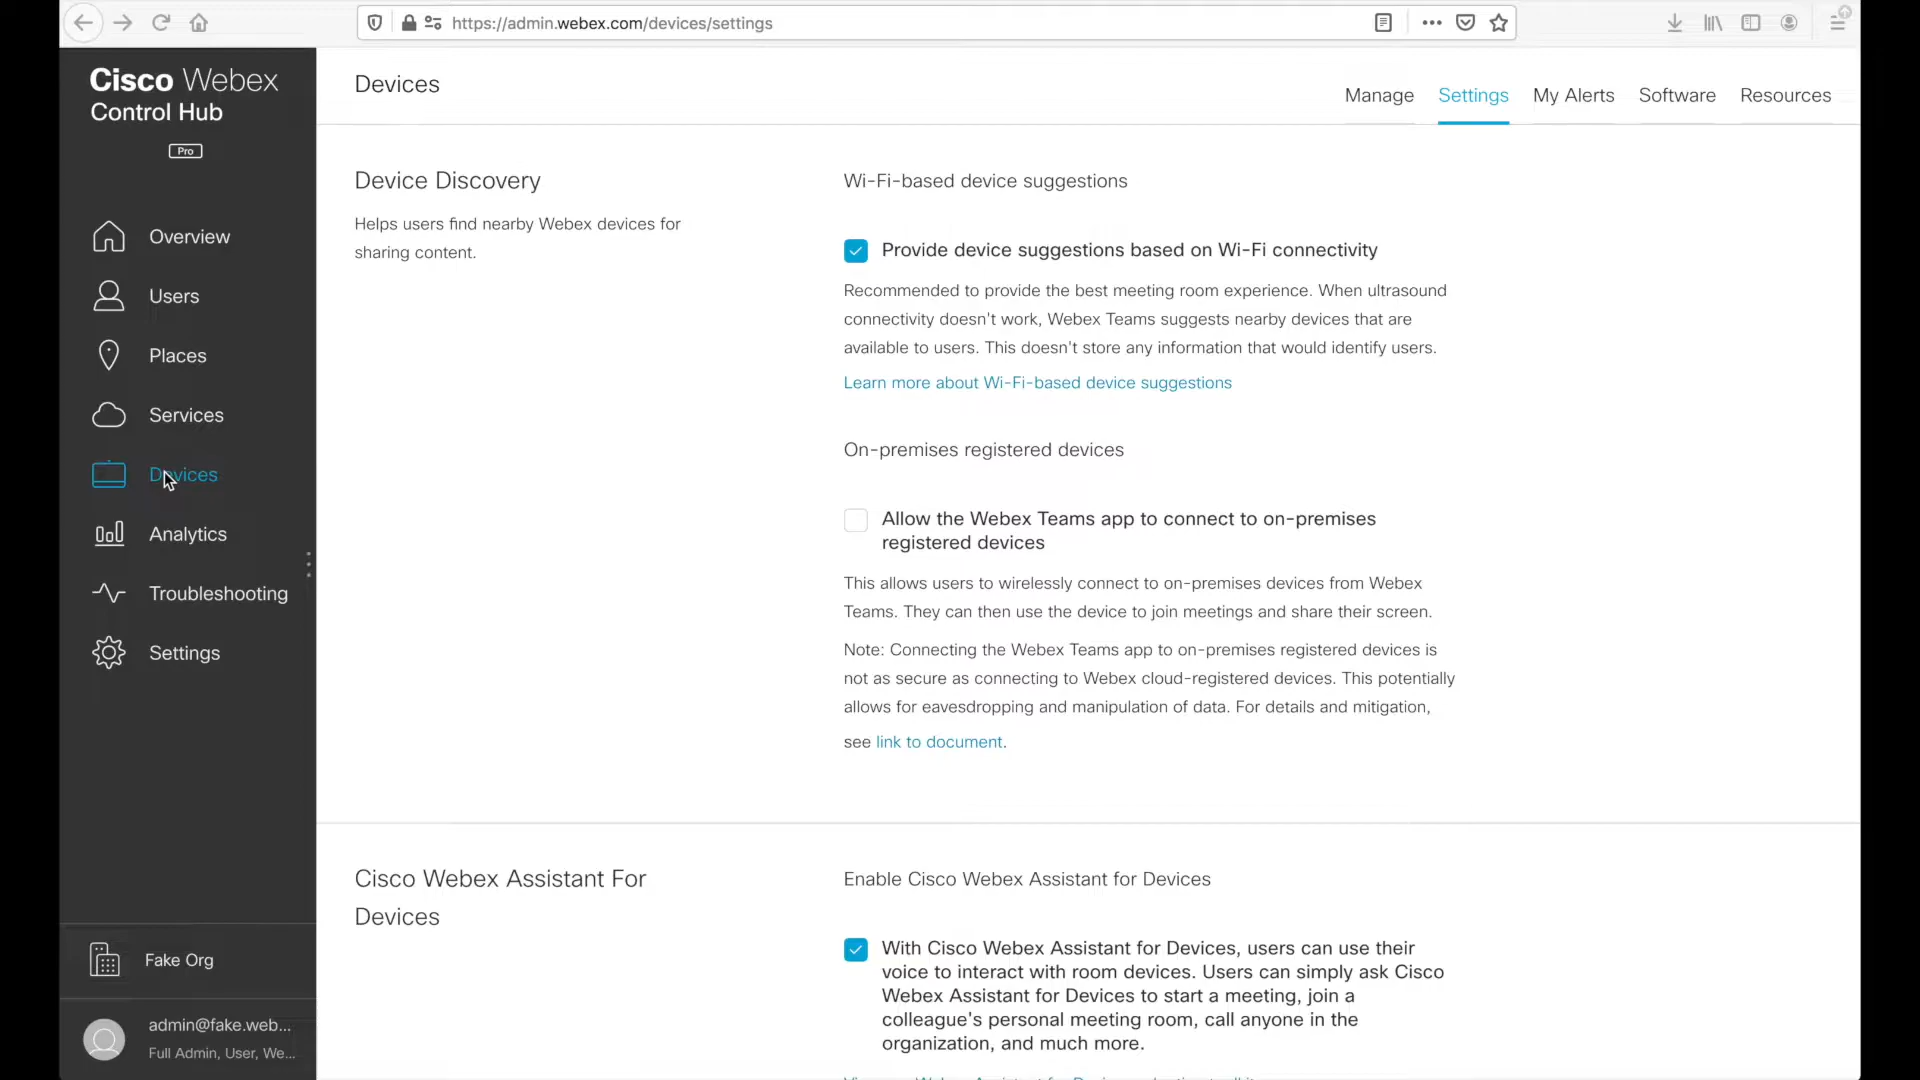 https://admin.webex.com/devices/settings
Cisco Webex
Control Hub
Pro
Overview
Users
Places
Services
Devices
Analytics
Troubleshooting
Settings
Fake Org
admin@fake.web...
Full Admin, User, We...
Devices
Manage Settings My Alerts Software Resources
Device Discovery
Helps users find nearby Webex devices for
sharing content.
Wi-Fi-based device suggestions
Provide device suggestions based on Wi-Fi connectivity
Recommended to provide the best meeting room experience. When ultrasound
connectivity doesn't work, Webex Teams suggests nearby devices that are
available to users. This doesn't store any information that would identify users.
Learn more about Wi-Fi-based device suggestions
On-premises registered devices
Allow the Webex Teams app to connect to on-premises
registered devices
This allows users to wirelessly connect to on-premises devices from Webex
Teams. They can then use the device to join meetings and share their screen.
Note: Connecting the Webex Teams app to on-premises registered devices is
not as secure as connecting to Webex cloud-registered devices. This potentially
allows for eavesdropping and manipulation of data. For details and mitigation,
see link to document.
Cisco Webex Assistant For
Devices
Enable Cisco Webex Assistant for Devices
With Cisco Webex Assistant for Devices, users can use their
voice to interact with room devices. Users can simply ask Cisco
Webex Assistant for Devices to start a meeting, join a
colleague's personal meeting room, call anyone in the
organization, and much more.